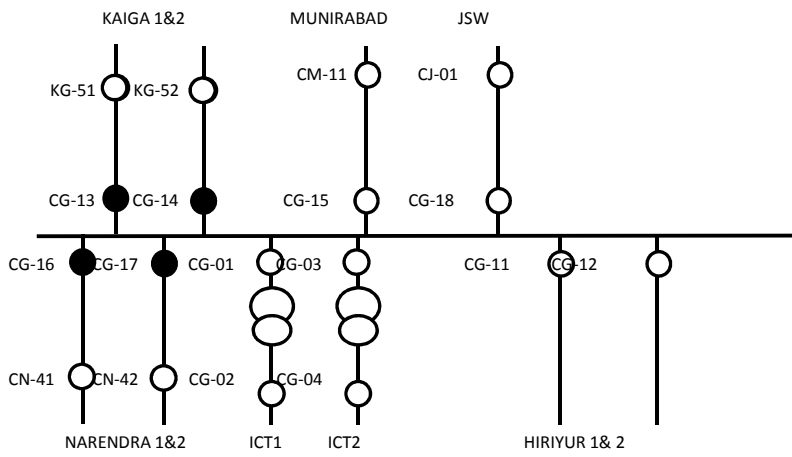 KAIGA 1&2 MUNIRABAD JSW
KG-51 KG-52 CM-11 CJ-01
CG-13 CG-14 CG-15 CG-18
CG-16 CG-17 CG-01 CG-03 CG-11 CG-12
CN-41 CN-42 CG-02 CG-04
NARENDRA 1&2 ICT1 ICT2 HIRIYUR 1& 2